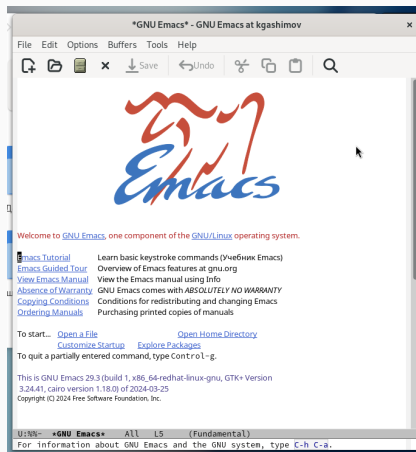 *GNU Emacs* - GNU Emacs at kgashimov
File Edit Options Buffers Tools Help
Save Undo
Emacs
Welcome to GNU Emacs, one component of the GNU/Linux operating system.
Emacs Tutorial Learn basic keystroke commands (Учебник Emacs)
Emacs Guided Tour Overview of Emacs features at gnu.org
View Emacs Manual View the Emacs manual using Info
Absence of Warranty GNU Emacs comes with ABSOLUTELY NO WARRANTY
Copying Conditions Conditions for redistributing and changing Emacs
Ordering Manuals Purchasing printed copies of manuals
To start... Open a File Open Home Directory
Customize Startup Explore Packages
To quit a partially entered command, type Control-g.
This is GNU Emacs 29.3 (build 1, x86_64-redhat-linux-gnu, GTK+ Version
3.24.41, cairo version 1.18.0) of 2024-03-25
Copyright (C) 2024 Free Software Foundation, Inc.
U:%%- *GNU Emacs* All L5 (Fundamental)
For information about GNU Emacs and the GNU system, type C-h C-a.